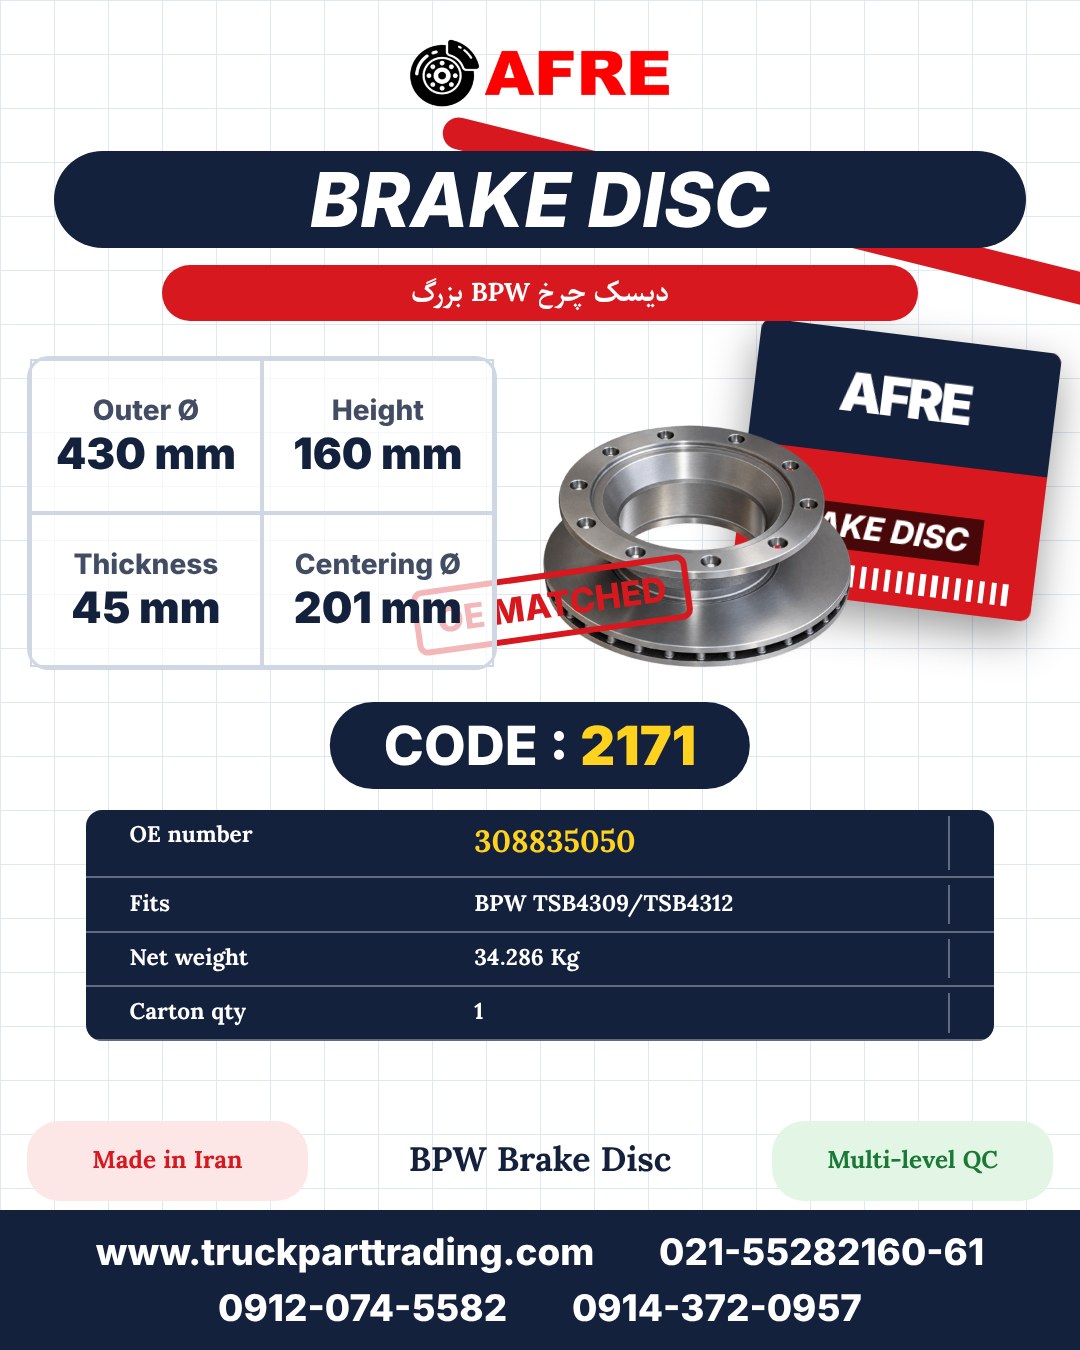 AFRE
BRAKE DISC
دیسک چرخ BPW بزرگ
Outer Ø
430 mm
Height
160 mm
Thickness
45 mm
Centering Ø
201 mm
OE MATCHED
AFRE
AKE DISC
CODE : 2171
OE number 308835050
Fits BPW TSB4309/TSB4312
Net weight 34.286 Kg
Carton qty 1
Made in Iran
BPW Brake Disc
Multi-level QC
www.truckparttrading.com 021-55282160-61
0912-074-5582 0914-372-0957